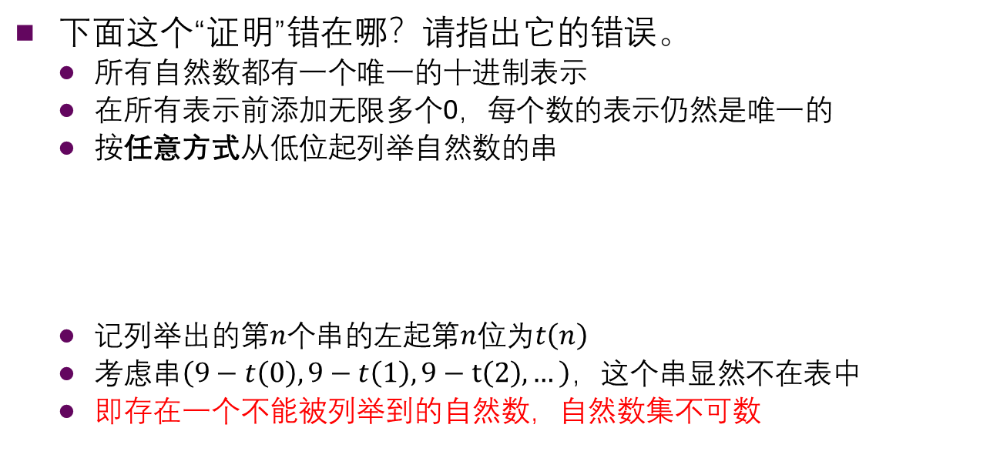 下面这个“证明”错在哪？请指出它的错误。
所有自然数都有一个唯一的十进制表示
在所有表示前添加无限多个0，每个数的表示仍然是唯一的
按任意方式从低位起列举自然数的串
记列举出的第n个串的左起第n位为t(n)
考虑串(9 − t(0), 9 − t(1), 9 − t(2), … )，这个串显然不在表中
即存在一个不能被列举到的自然数，自然数集不可数